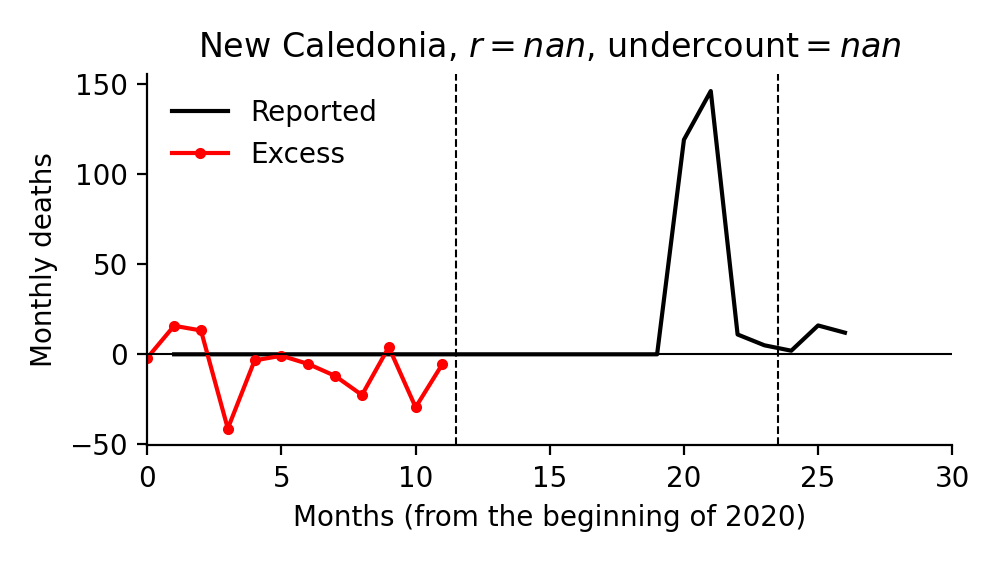 New Caledonia, r = nan, undercount = nan
Reported
Excess
Monthly deaths
150
100
50
0
−50
0 5 10 15 20 25 30
Months (from the beginning of 2020)